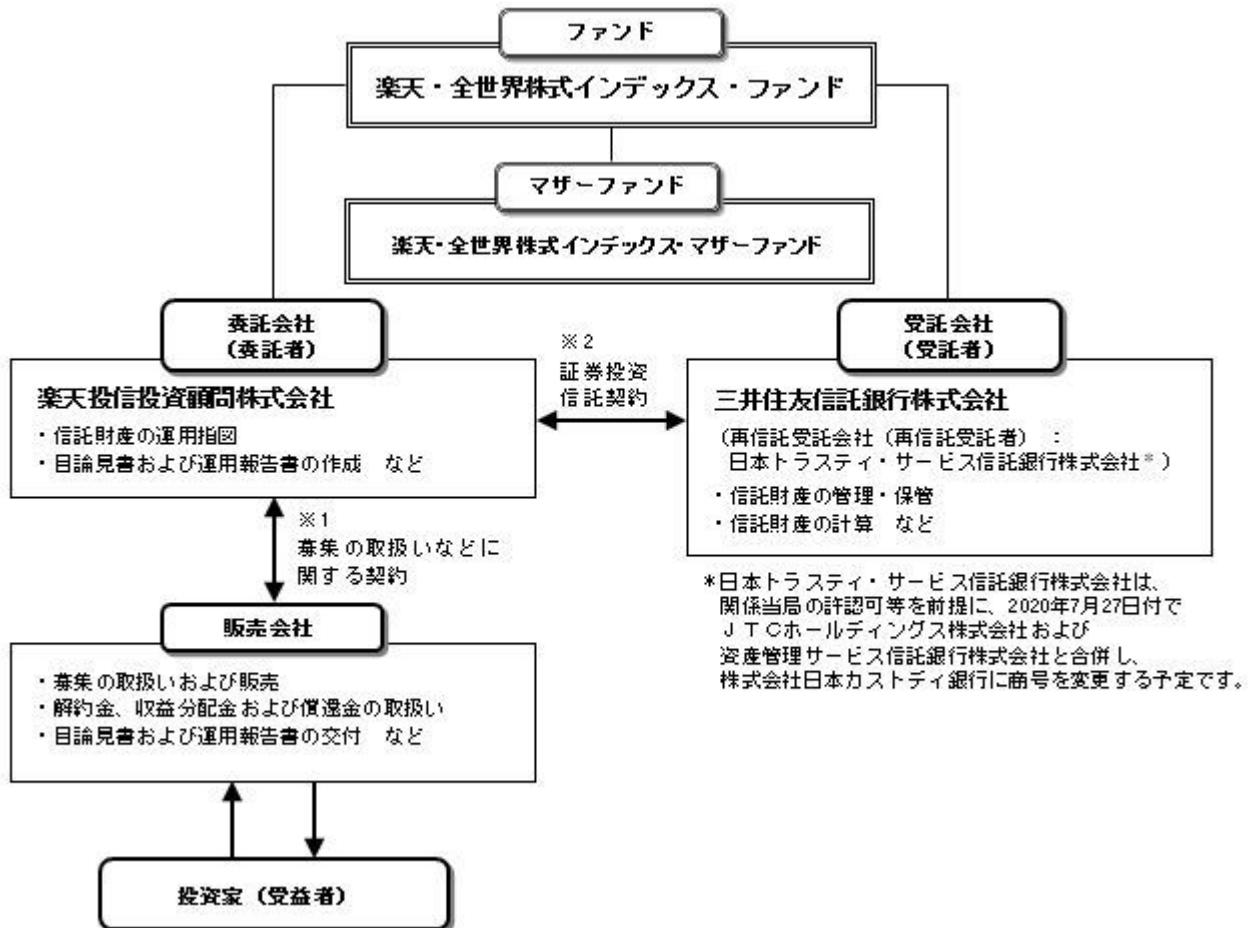 ファンド
楽天・全世界株式インデックス・ファンド
マザーファンド
楽天・全世界株式インデックス・マザーファンド
委託会社
（委託者）
楽天投信投資顧問株式会社
・信託財産の運用指図
・目論見書および運用報告書の作成　など
※2
証券投資
信託契約
受託会社
（受託者）
三井住友信託銀行株式会社
（再信託受託会社（再信託受託者）：
日本トラスティ・サービス信託銀行株式会社*）
・信託財産の管理・保管
・信託財産の計算　など
※1
募集の取扱いなどに
関する契約
*日本トラスティ・サービス信託銀行株式会社は、
関係当局の許認可等を前提に、2020年7月27日付で
ＪＴＣホールディングス株式会社および
資産管理サービス信託銀行株式会社と合併し、
株式会社日本カストディ銀行に商号を変更する予定です。
販売会社
・募集の取扱いおよび販売
・解約金、収益分配金および償還金の取扱い
・目論見書および運用報告書の交付　など
投資家（受益者）